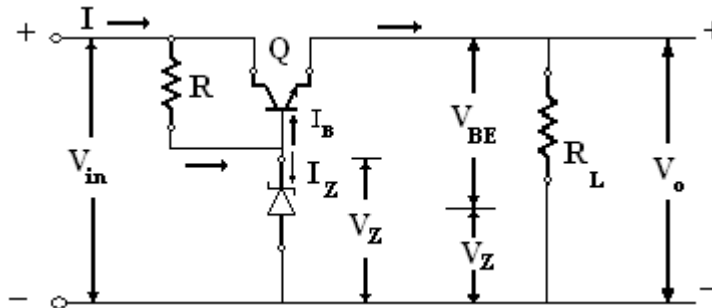 + I Q +
R
I_B
V_in V_BE R_L V_o
I_Z
V_Z
V_Z
− −